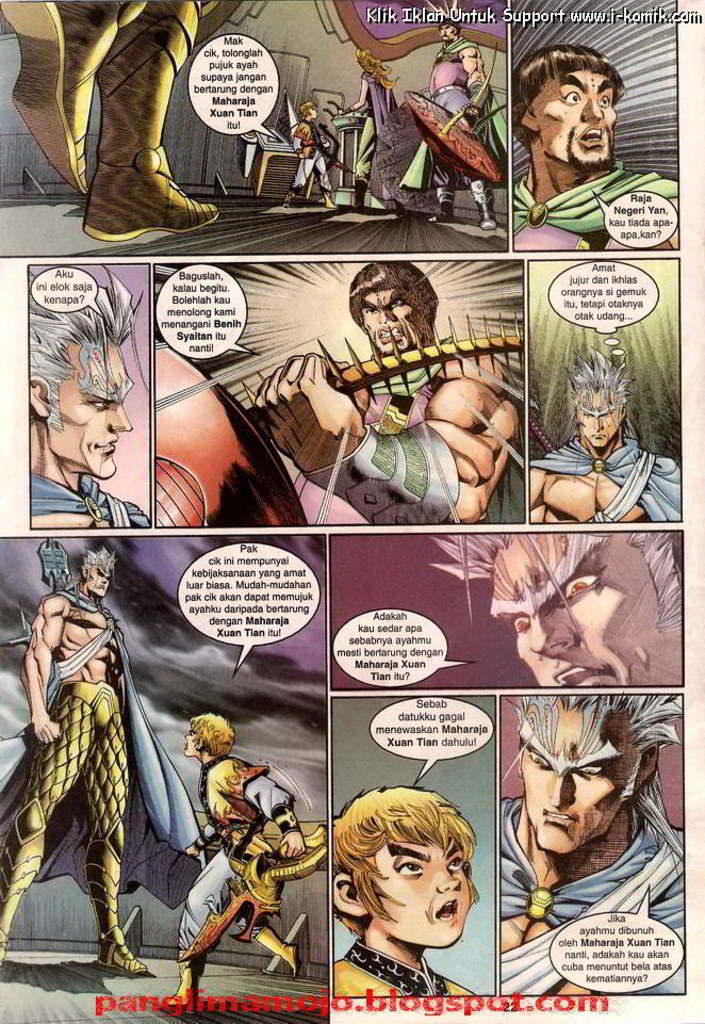 Klik Iklan Untuk Support www.i-komik.com
Mak
cik, tolonglah
pujuk ayah
supaya jangan
bertarung dengan
Maharaja
Xuan Tian
itu!
Raja
Negeri Yan,
kau tiada apa-
apa,kan?
Aku
ini elok saja
kenapa?
Baguslah,
kalau begitu.
Bolehlah kau
menolong kami
menangani Benih
Syaitan itu
nanti!
Amat
jujur dan ikhlas
orangnya si gemuk
itu, tetapi otaknya
otak udang...
Pak
cik ini mempunyai
kebijaksanaan yang amat
luar biasa. Mudah-mudahan
pak cik akan dapat memujuk
ayahku daripada bertarung
dengan Maharaja
Xuan Tian itu!
Adakah
kau sedar apa
sebabnya ayahmu
mesti bertarung dengan
Maharaja Xuan
Tian itu?
Sebab
datukku gagal
menewaskan Maharaja
Xuan Tian dahulu!
Jika
ayahmu dibunuh
oleh Maharaja Xuan Tian
nanti, adakah kau akan
cuba menuntut bela atas
kematiannya?
panglimamojo.blogspot.com